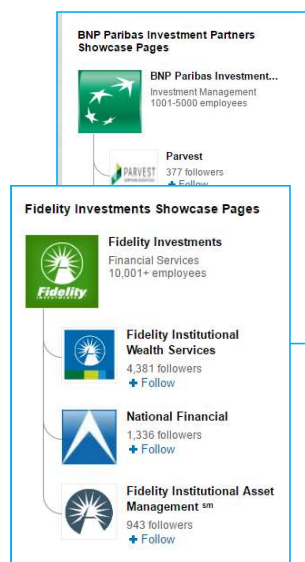 BNP Paribas Investment Partners
Showcase Pages
BNP Paribas Investment...
Investment Management
1001-5000 employees
PARVEST
Parvest
377 followers
+ Follow
Fidelity Investments Showcase Pages
Fidelity Investments
Financial Services
10,001+ employees
Fidelity
INVESTMENTS
Fidelity Institutional
Wealth Services
4,381 followers
+ Follow
National Financial
1,336 followers
+ Follow
Fidelity Institutional Asset
Management ℠
943 followers
+ Follow